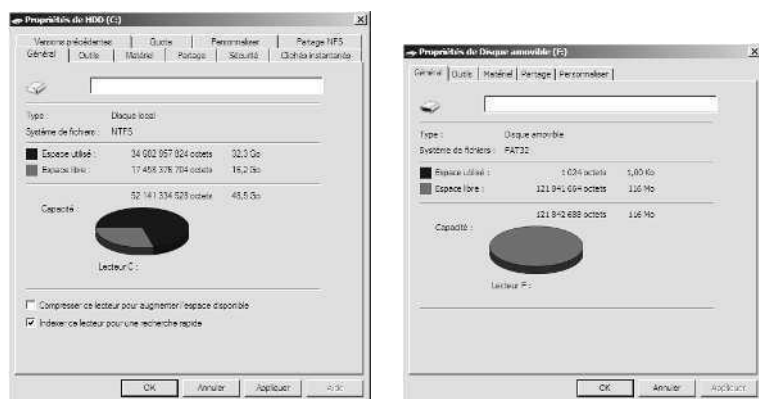 Propriétés de HDD (C:)
Versions précédentes Quota Personnaliser Partage NFS
Général Outils Matériel Partage Sécurité Clichés instantanés
Type : Disque local
Système de fichiers : NTFS
Espace utilisé : 34 682 957 824 octets 32,3 Go
Espace libre : 17 458 376 704 octets 16,2 Go
Capacité : 52 141 334 528 octets 48,5 Go
Lecteur C :
Compresser ce lecteur pour augmenter l'espace disponible
Indexer ce lecteur pour une recherche rapide
OK Annuler Appliquer Aide
Propriétés de Disque amovible (F:)
Général Outils Matériel Partage Personnaliser
Type : Disque amovible
Système de fichiers : FAT32
Espace utilisé : 1 024 octets 1,00 Ko
Espace libre : 121 841 664 octets 116 Mo
Capacité : 121 842 688 octets 116 Mo
Lecteur F :
OK Annuler Appliquer